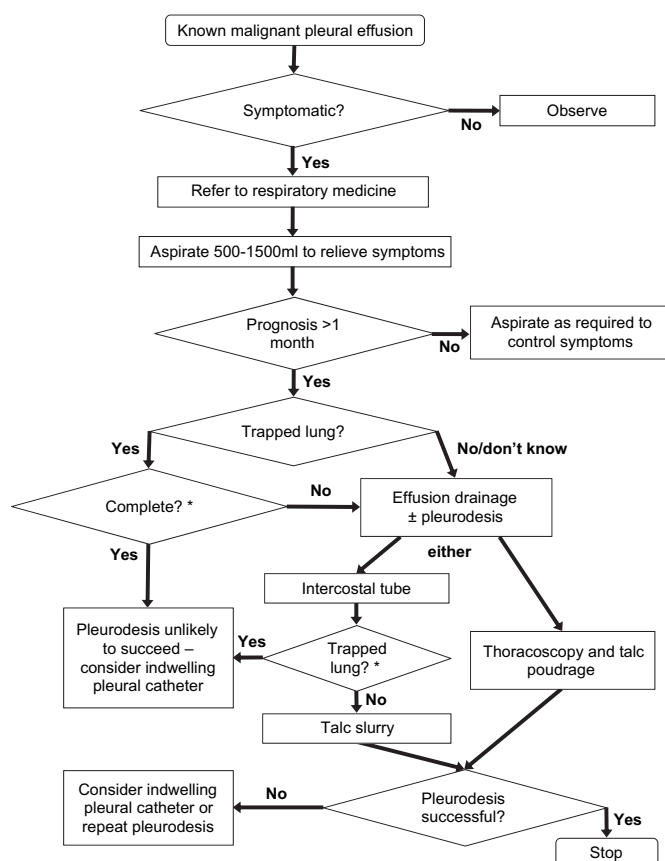 Known malignant pleural effusion
Symptomatic?
No
Observe
Yes
Refer to respiratory medicine
Aspirate 500-1500ml to relieve symptoms
Prognosis >1
month
No
Aspirate as required to
control symptoms
Yes
Trapped lung?
Yes
No/don’t know
Complete? *
No
Effusion drainage
± pleurodesis
Yes
either
Intercostal tube
Pleurodesis unlikely
to succeed –
consider indwelling
pleural catheter
Yes
Trapped
lung? *
Thoracoscopy and talc
poudrage
No
Talc slurry
Consider indwelling
pleural catheter or
repeat pleurodesis
No
Pleurodesis
successful?
Yes
Stop